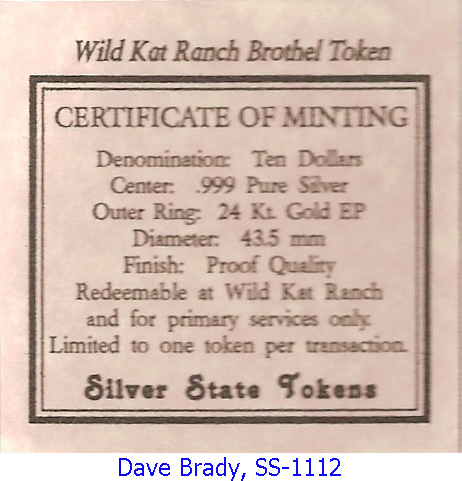 Wild Kat Ranch Brothel Token
CERTIFICATE OF MINTING
Denomination: Ten Dollars
Center: .999 Pure Silver
Outer Ring: 24 Kt. Gold EP
Diameter: 43.5 mm
Finish: Proof Quality
Redeemable at Wild Kat Ranch
and for primary services only.
Limited to one token per transaction.
Silver State Tokens
Dave Brady, SS-1112